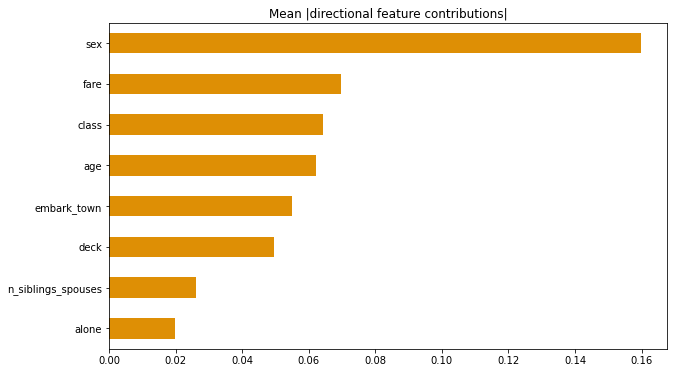 Mean |directional feature contributions|
sex
fare
class
age
embark_town
deck
n_siblings_spouses
alone
0.00 0.02 0.04 0.06 0.08 0.10 0.12 0.14 0.16